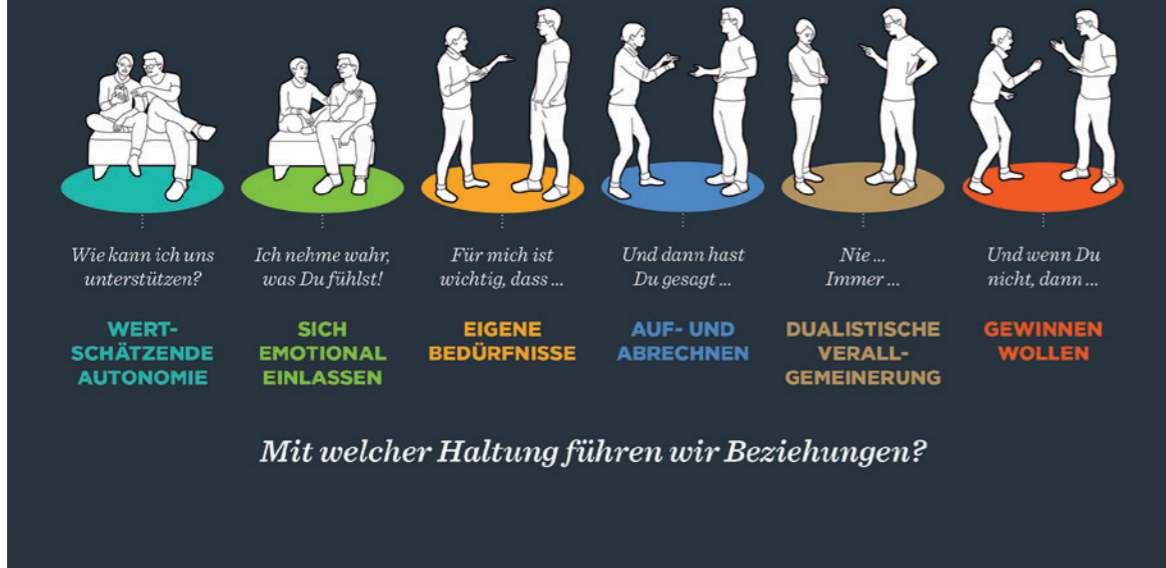 Wie kann ich uns
unterstützen?
WERT-
SCHÄTZENDE
AUTONOMIE
Ich nehme wahr,
was Du fühlst!
SICH
EMOTIONAL
EINLASSEN
Für mich ist
wichtig, dass ...
EIGENE
BEDÜRFNISSE
Und dann hast
Du gesagt ...
AUF- UND
ABRECHNEN
Nie ...
Immer ...
DUALISTISCHE
VERALL-
GEMEINERUNG
Und wenn Du
nicht, dann ...
GEWINNEN
WOLLEN
Mit welcher Haltung führen wir Beziehungen?